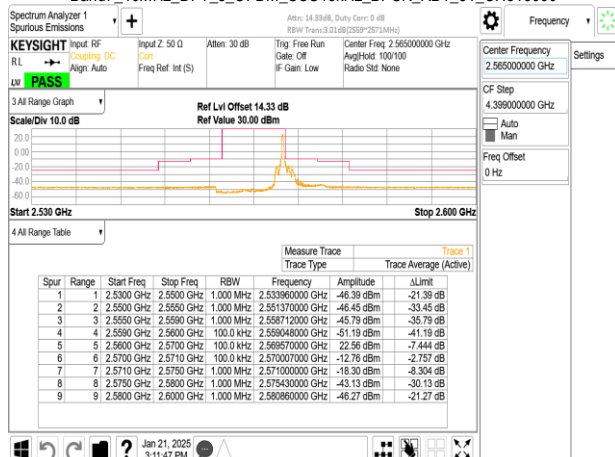 Spectrum Analyzer 1
Spurious Emissions
Attn: 14.33dB, Duty Corr: 0 dB
RBW Trans:3.01dB(2559~2571MHz)
Frequency
Settings
KEYSIGHT
RL
PASS
Input: RF
Coupling: DC
Align: Auto
Input Z: 50 Ω
Corr
Freq Ref: Int (S)
Atten: 30 dB
Trig: Free Run
Gate: Off
IF Gain: Low
Center Freq: 2.565000000 GHz
Avg|Hold: 100/100
Radio Std: None
Center Frequency
2.565000000 GHz
CF Step
4.399000000 GHz
Auto
Man
Freq Offset
0 Hz
3 All Range Graph
Scale/Div 10.0 dB
Ref Lvl Offset 14.33 dB
Ref Value 30.00 dBm
20.0
0.00
-20.0
-40.0
-60.0
Start 2.530 GHz
Stop 2.600 GHz
4 All Range Table
Measure Trace Trace 1
Trace Type Trace Average (Active)
Spur Range Start Freq Stop Freq RBW Frequency Amplitude ΔLimit
1 1 2.5300 GHz 2.5500 GHz 1.000 MHz 2.533960000 GHz -46.39 dBm -21.39 dB
2 2 2.5500 GHz 2.5550 GHz 1.000 MHz 2.551370000 GHz -46.45 dBm -33.45 dB
3 3 2.5550 GHz 2.5590 GHz 1.000 MHz 2.558712000 GHz -45.79 dBm -35.79 dB
4 4 2.5590 GHz 2.5600 GHz 100.0 kHz 2.559048000 GHz -51.19 dBm -41.19 dB
5 5 2.5600 GHz 2.5700 GHz 100.0 kHz 2.569570000 GHz 22.56 dBm -7.444 dB
6 6 2.5700 GHz 2.5710 GHz 100.0 kHz 2.570007000 GHz -12.76 dBm -2.757 dB
7 7 2.5710 GHz 2.5750 GHz 1.000 MHz 2.571000000 GHz -18.30 dBm -8.304 dB
8 8 2.5750 GHz 2.5800 GHz 1.000 MHz 2.575430000 GHz -43.13 dBm -30.13 dB
9 9 2.5800 GHz 2.6000 GHz 1.000 MHz 2.580860000 GHz -46.27 dBm -21.27 dB
Jan 21, 2025
3:11:47 PM